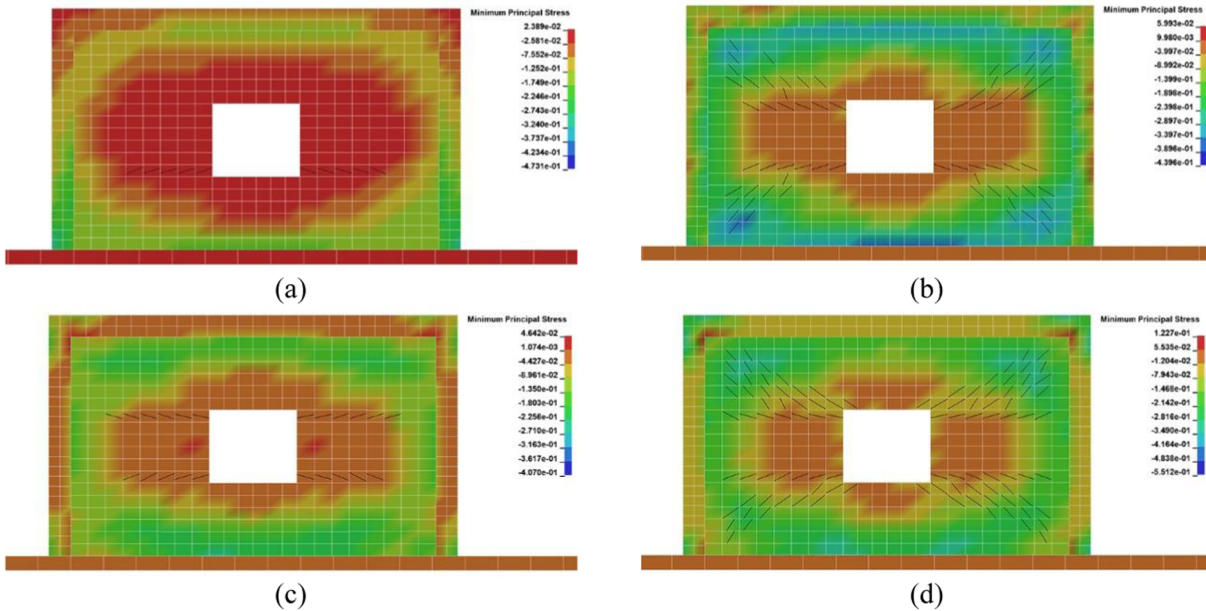 Minimum Principal Stress
2.389e-02
-2.581e-02
-7.552e-02
-1.252e-01
-1.749e-01
-2.246e-01
-2.743e-01
-3.240e-01
-3.737e-01
-4.234e-01
-4.731e-01
(a)
Minimum Principal Stress
5.993e-02
9.980e-03
-3.997e-02
-8.992e-02
-1.399e-01
-1.898e-01
-2.398e-01
-2.897e-01
-3.397e-01
-3.896e-01
-4.396e-01
(b)
Minimum Principal Stress
4.642e-02
1.074e-03
-4.427e-02
-8.961e-02
-1.350e-01
-1.803e-01
-2.256e-01
-2.710e-01
-3.163e-01
-3.617e-01
-4.070e-01
(c)
Minimum Principal Stress
1.227e-01
5.535e-02
-1.204e-02
-7.943e-02
-1.468e-01
-2.142e-01
-2.816e-01
-3.490e-01
-4.164e-01
-4.838e-01
-5.512e-01
(d)